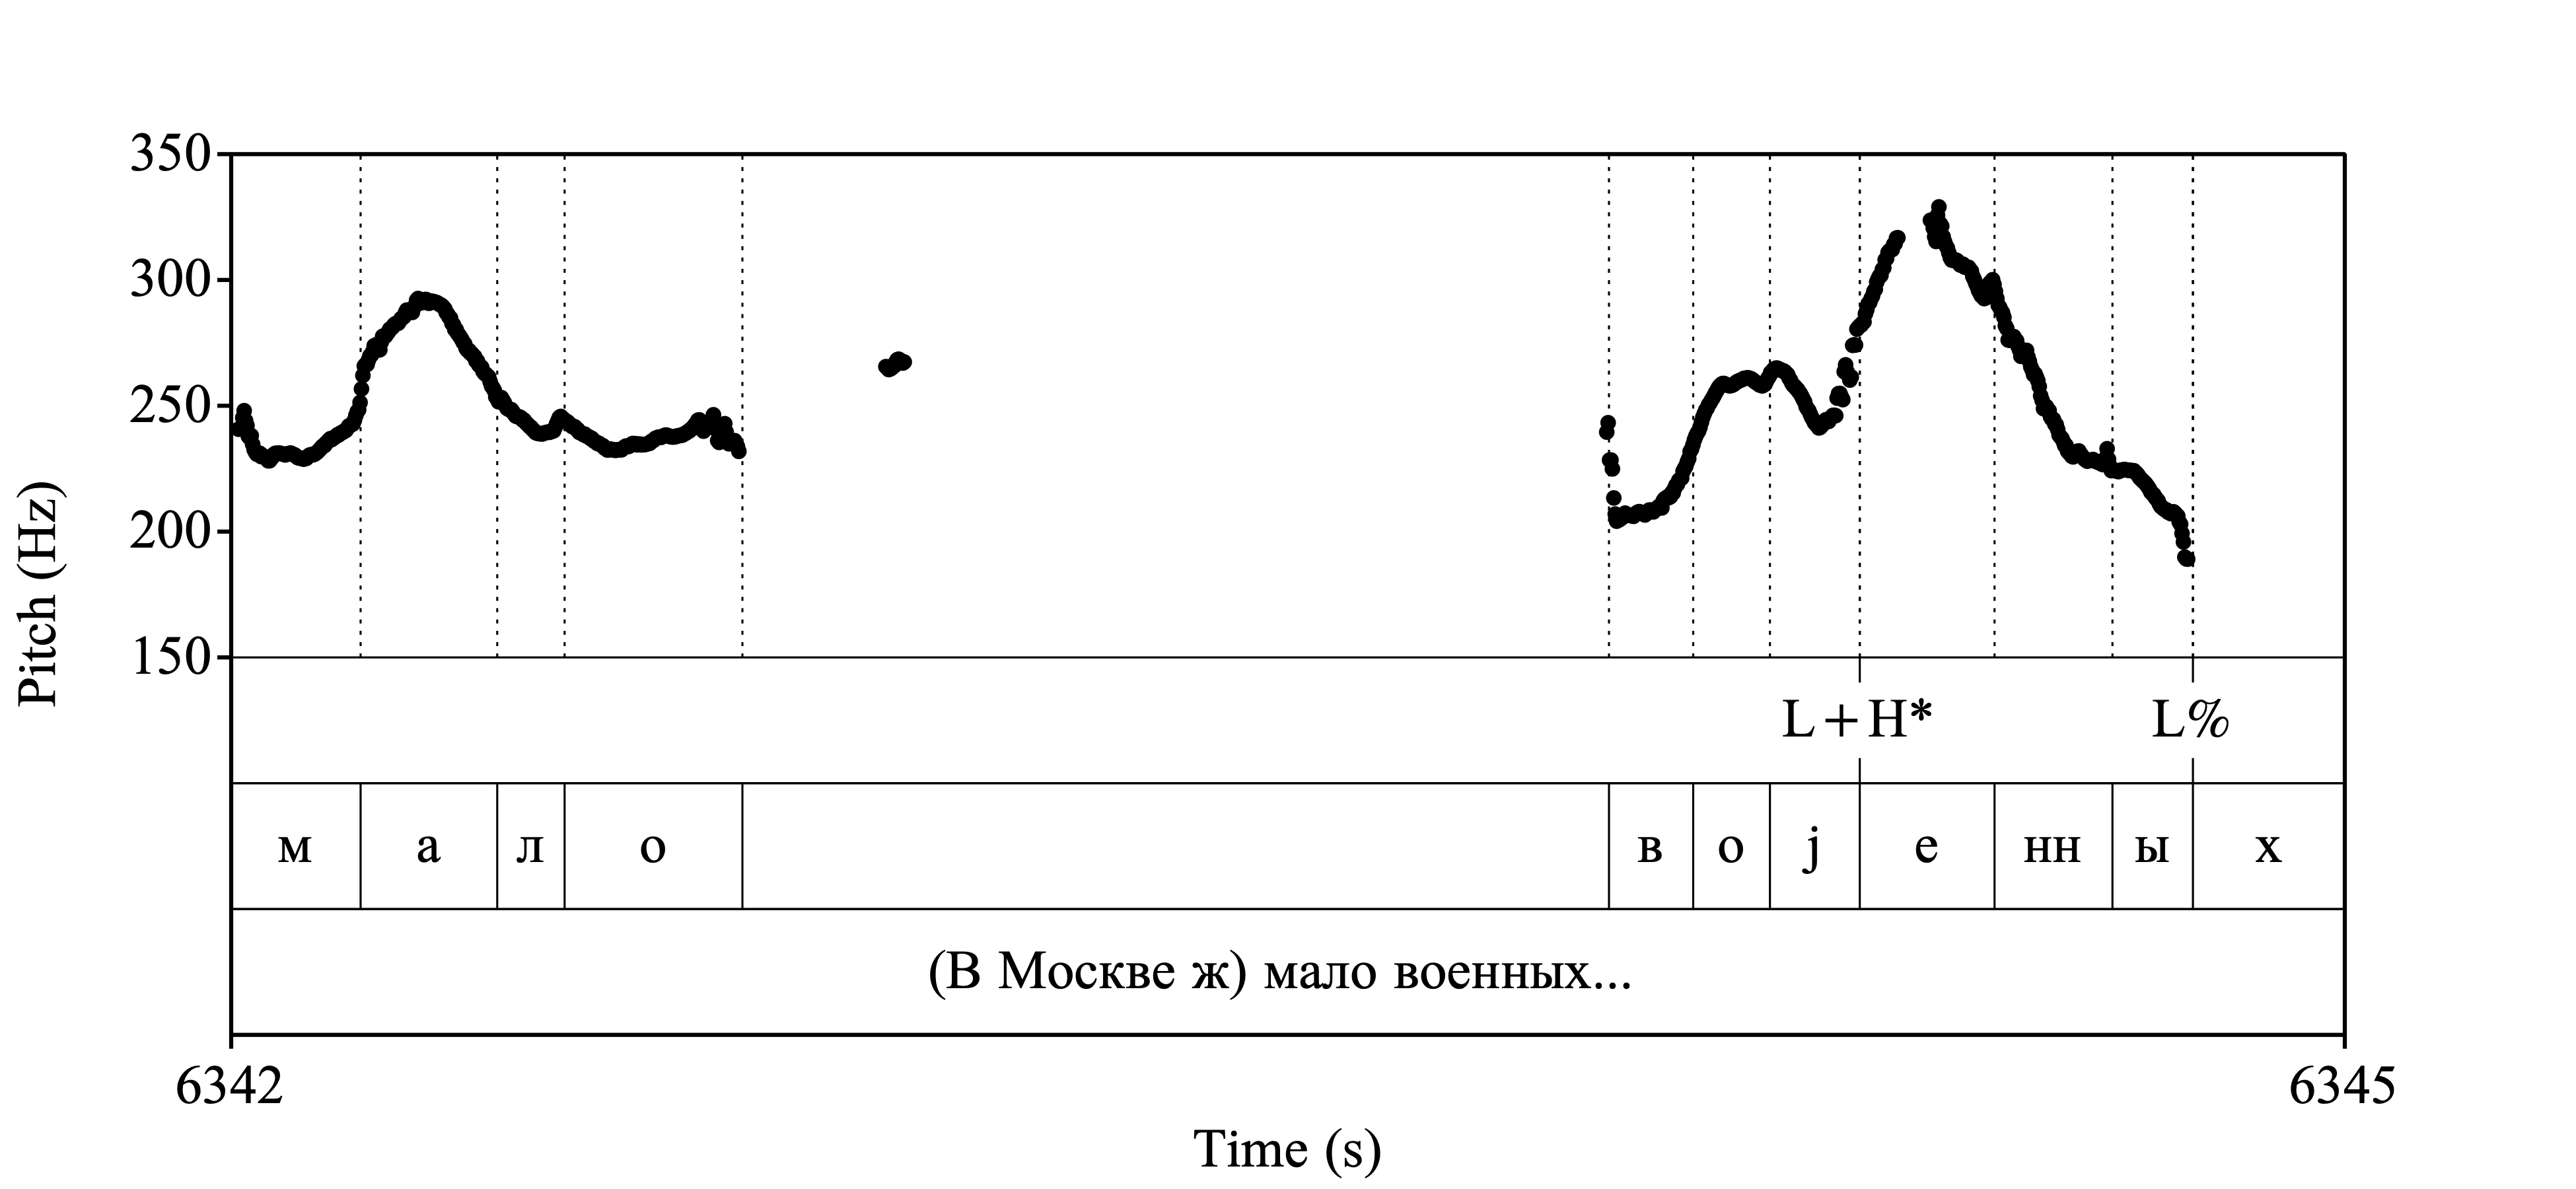 350
300
250
200
150
Pitch (Hz)
L+H* L%
м а л о в о j е нн ы х
(В Москве ж) мало военных...
6342 6345
Time (s)